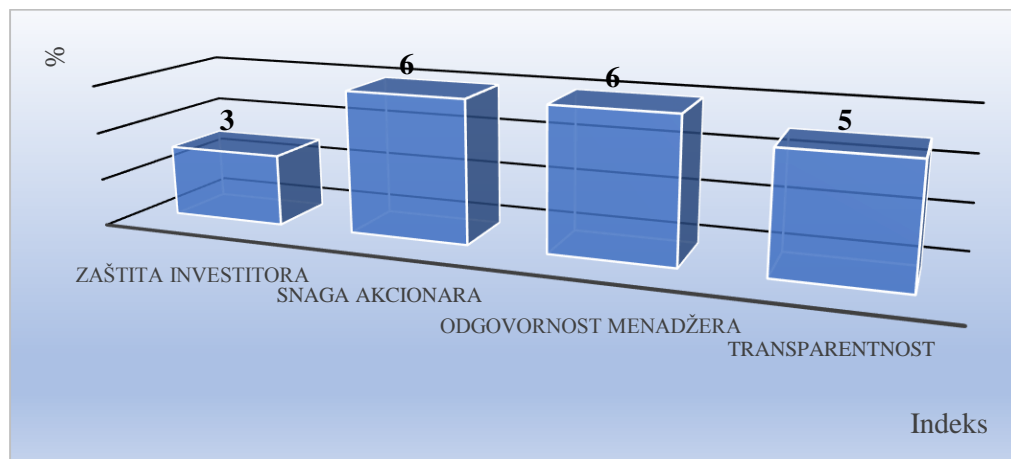 %
3
6
6
5
ZAŠTITA INVESTITORA
SNAGA AKCIONARA
ODGOVORNOST MENADŽERA
TRANSPARENTNOST
Indeks